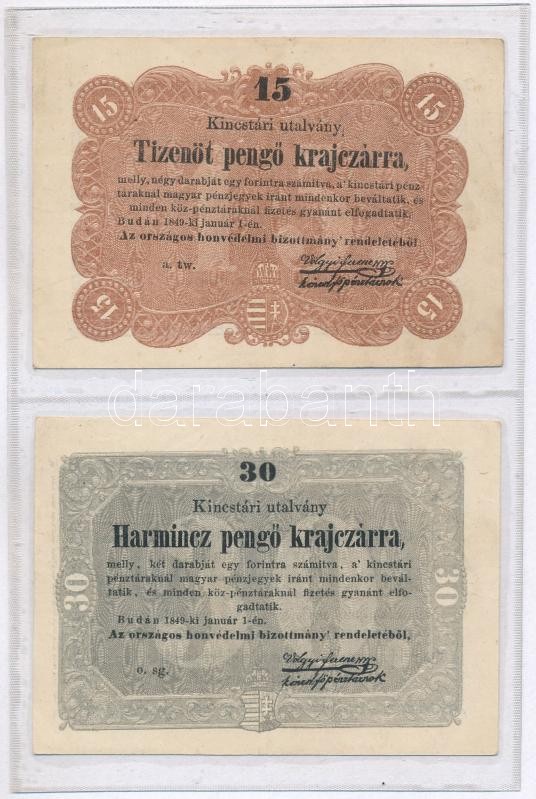 15
15
15
Kincstári utalvány,
Tizenöt pengő krajczárra,
melly, négy darabját egy forintra számitva, a' kincstári pénz
táraknál magyar pénzjegyek iránt mindenkor beváltatik, és
minden köz-pénztáraknál fizetés gyanánt elfogadtatik.
Budán 1849-ki január 1-én.
Az országos honvédelmi bizottmány' rendeletéből
a. tw.
15
15
darabanth
30
Kincstári utalvány
Harmincz pengő krajczárra,
melly, két darabját egy forintra számitva, a' kincstári
pénztáraknál magyar pénzjegyek iránt mindenkor bevál-
tatik, és minden köz-pénztáraknál fizetés gyanánt elfo-
gadtatik.
Budán 1849-ki január 1-én.
Az országos honvédelmi bizottmány' rendeletéből,
o. sg.
30
30